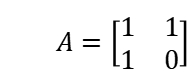 A = [1 1
1 0]